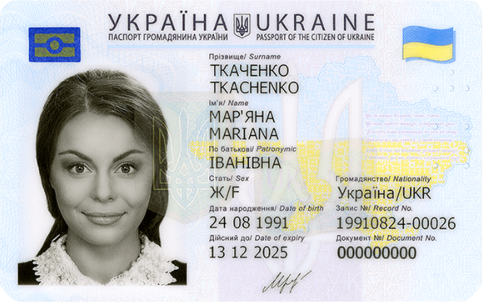 УКРАЇНА UKRAINE
ПАСПОРТ ГРОМАДЯНИНА УКРАЇНИ PASSPORT OF THE CITIZEN OF UKRAINE
Прізвище/ Surname
ТКАЧЕНКО
TKACHENKO
Ім'я/ Name
МАР'ЯНА
MARIANA
По батькові/ Patronymic
ІВАНІВНА
Стать/ Sex Громадянство/ Nationality
Ж/F Україна/UKR
Дата народження/ Date of birth Запис №/ Record No.
24 08 1991 19910824-00026
Дійсний до/ Date of expiry Документ №/ Document No.
13 12 2025 000000000